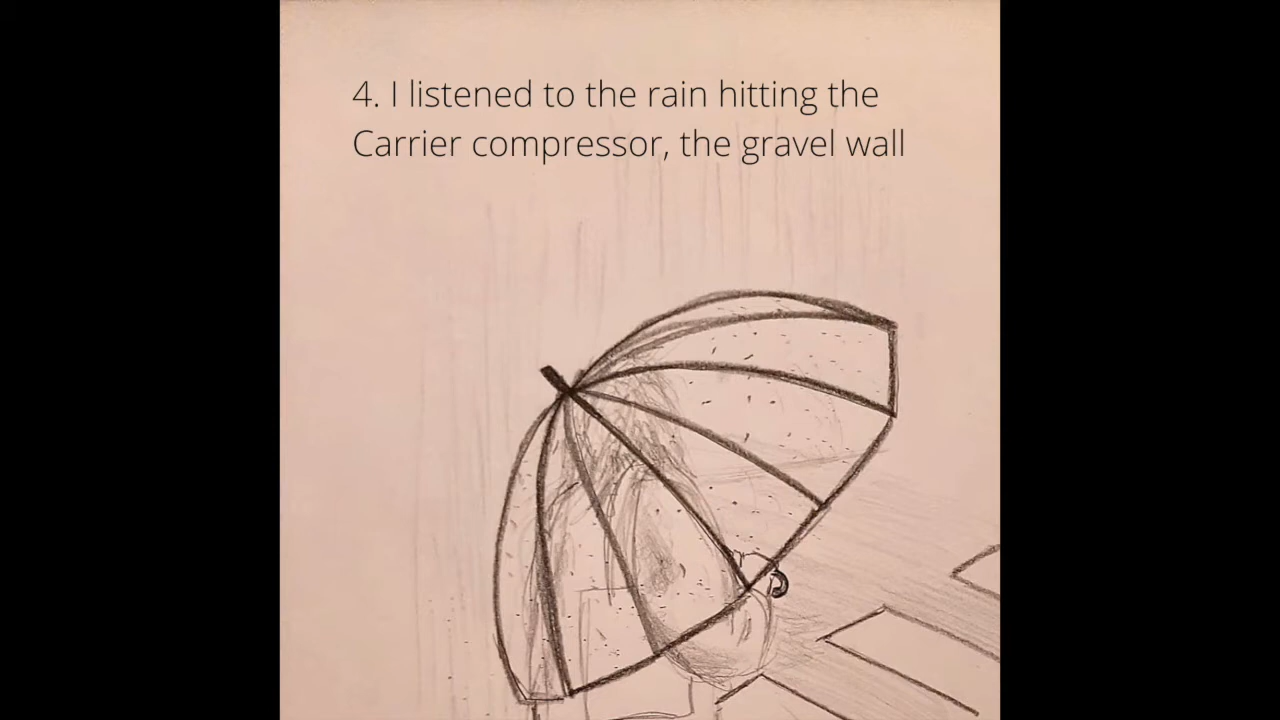 4. I listened to the rain hitting the
Carrier compressor, the gravel wall